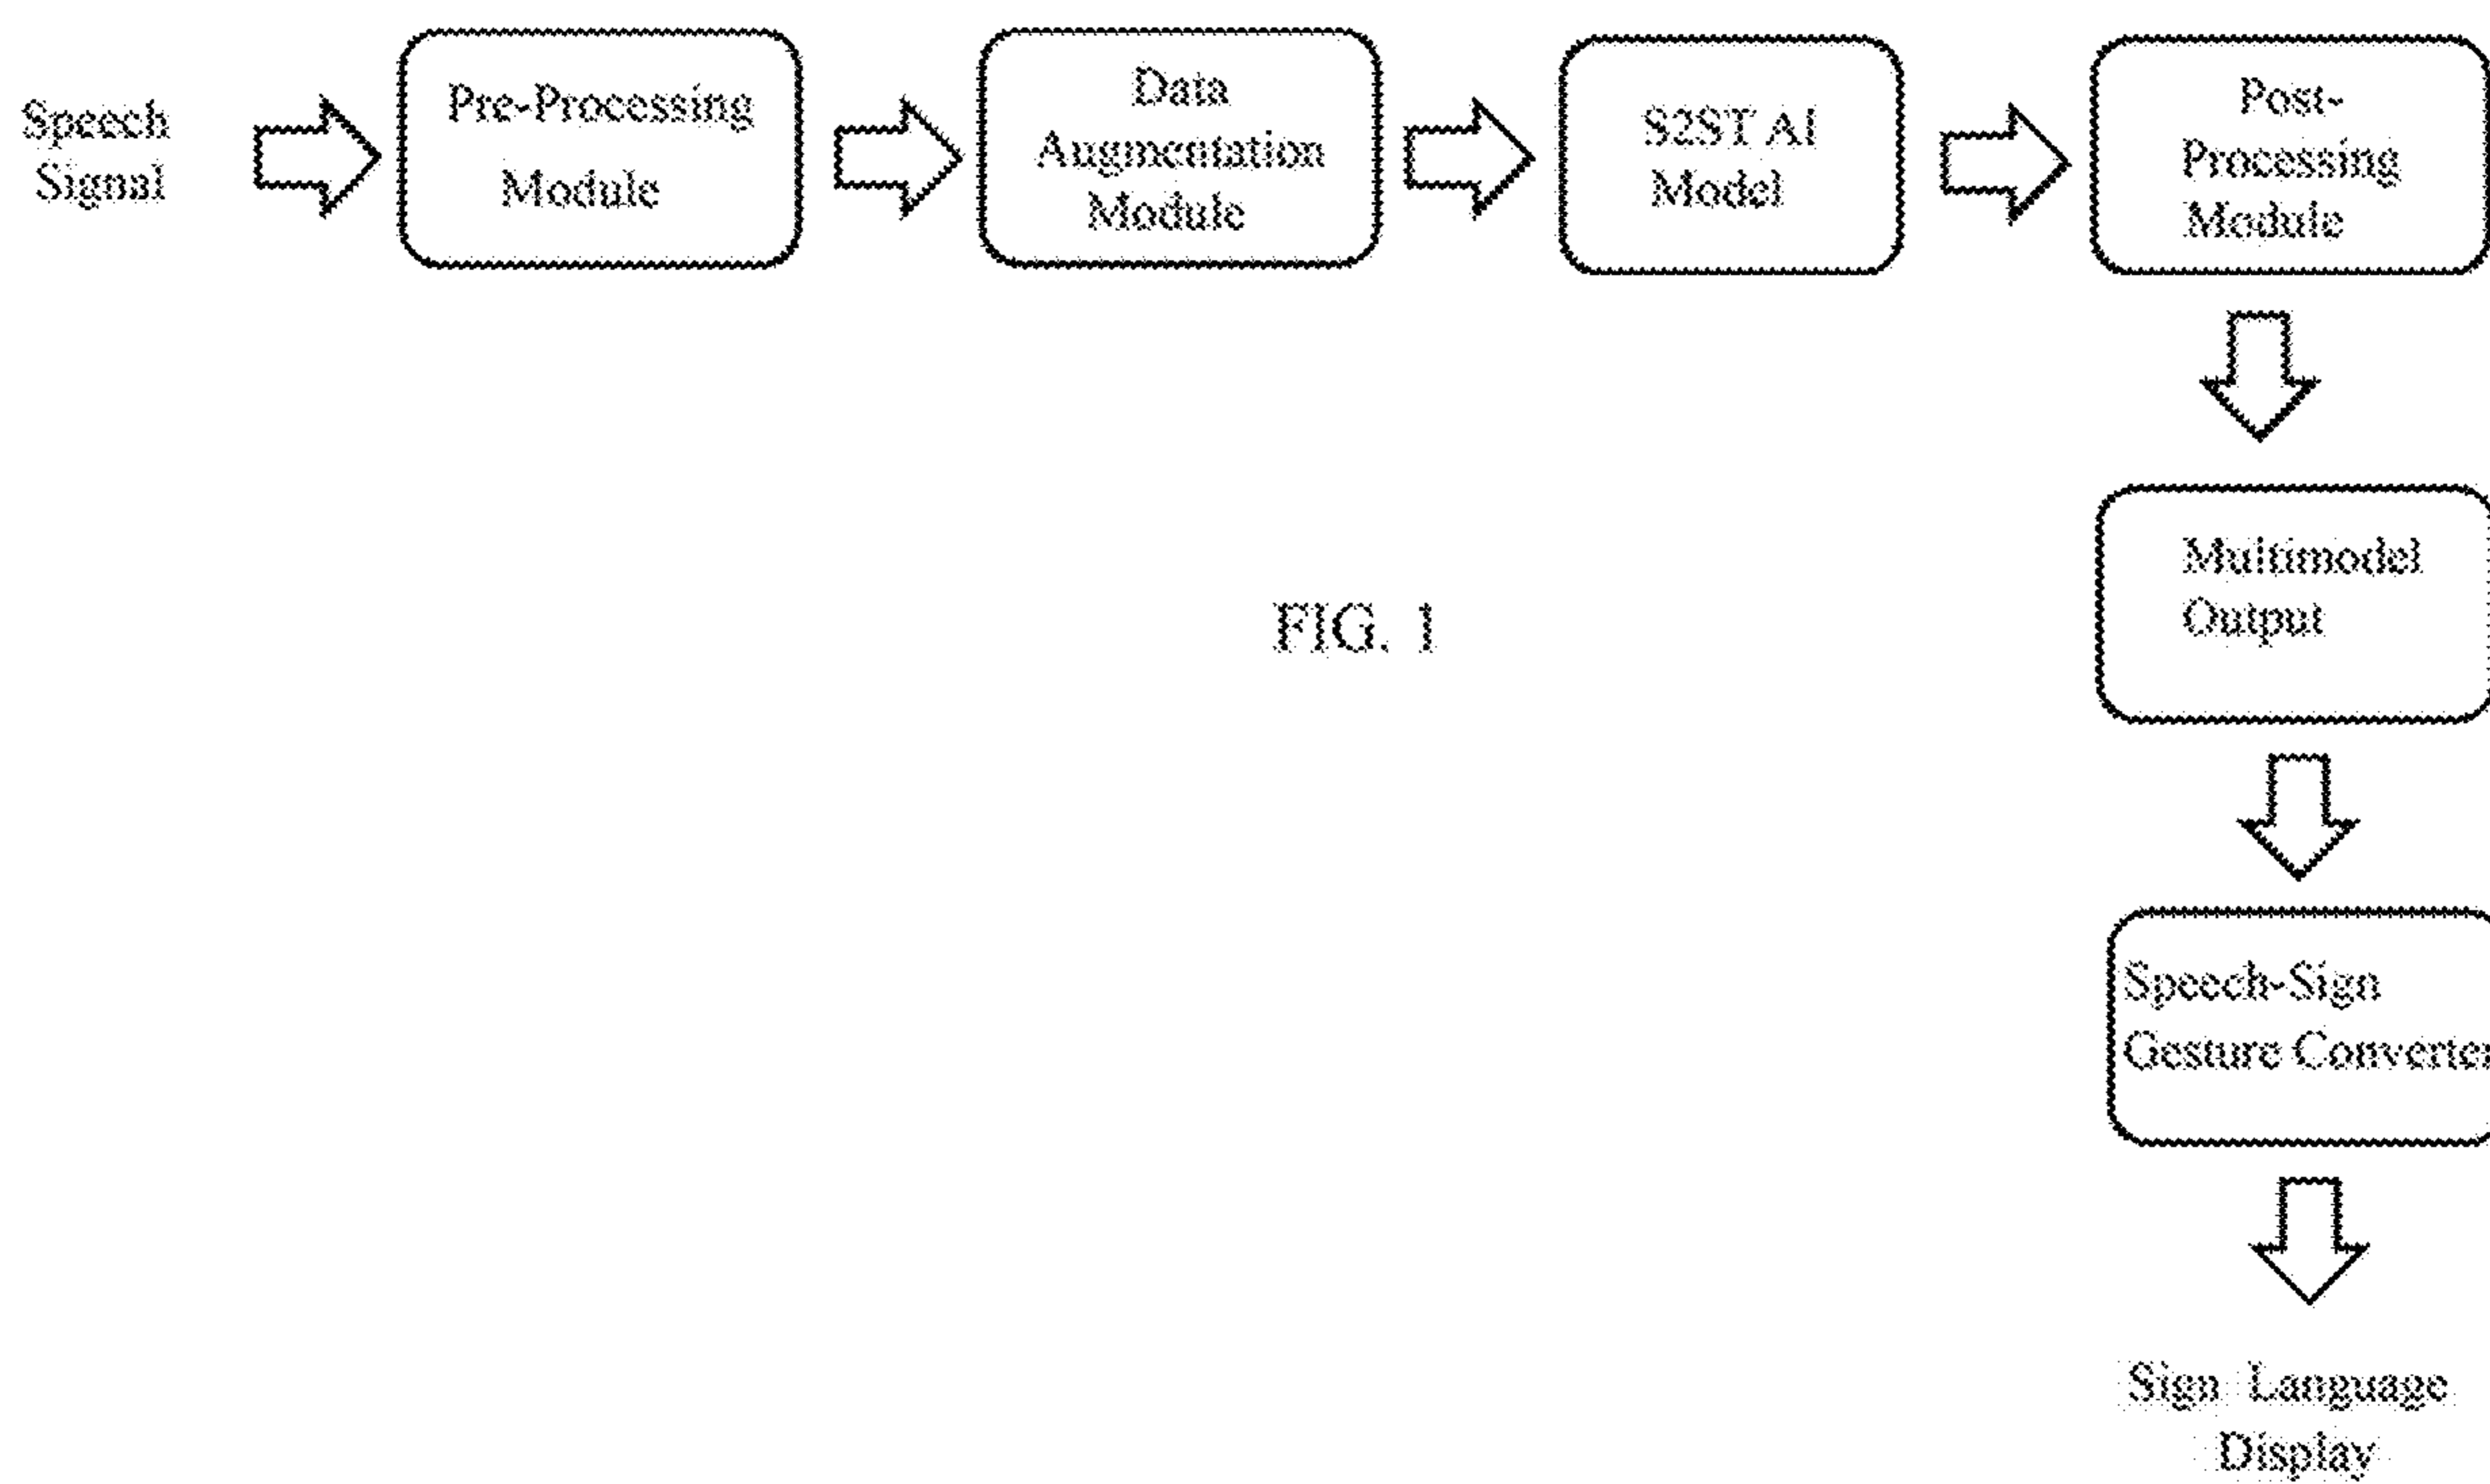 Speech
Signal
Pre-Processing
Module
Data
Augmentation
Module
S2ST AI
Model
Post-
Processing
Module
Multimodel
Output
FIG. 1
Speech-Sign
Gesture Converter
Sign Language
Display